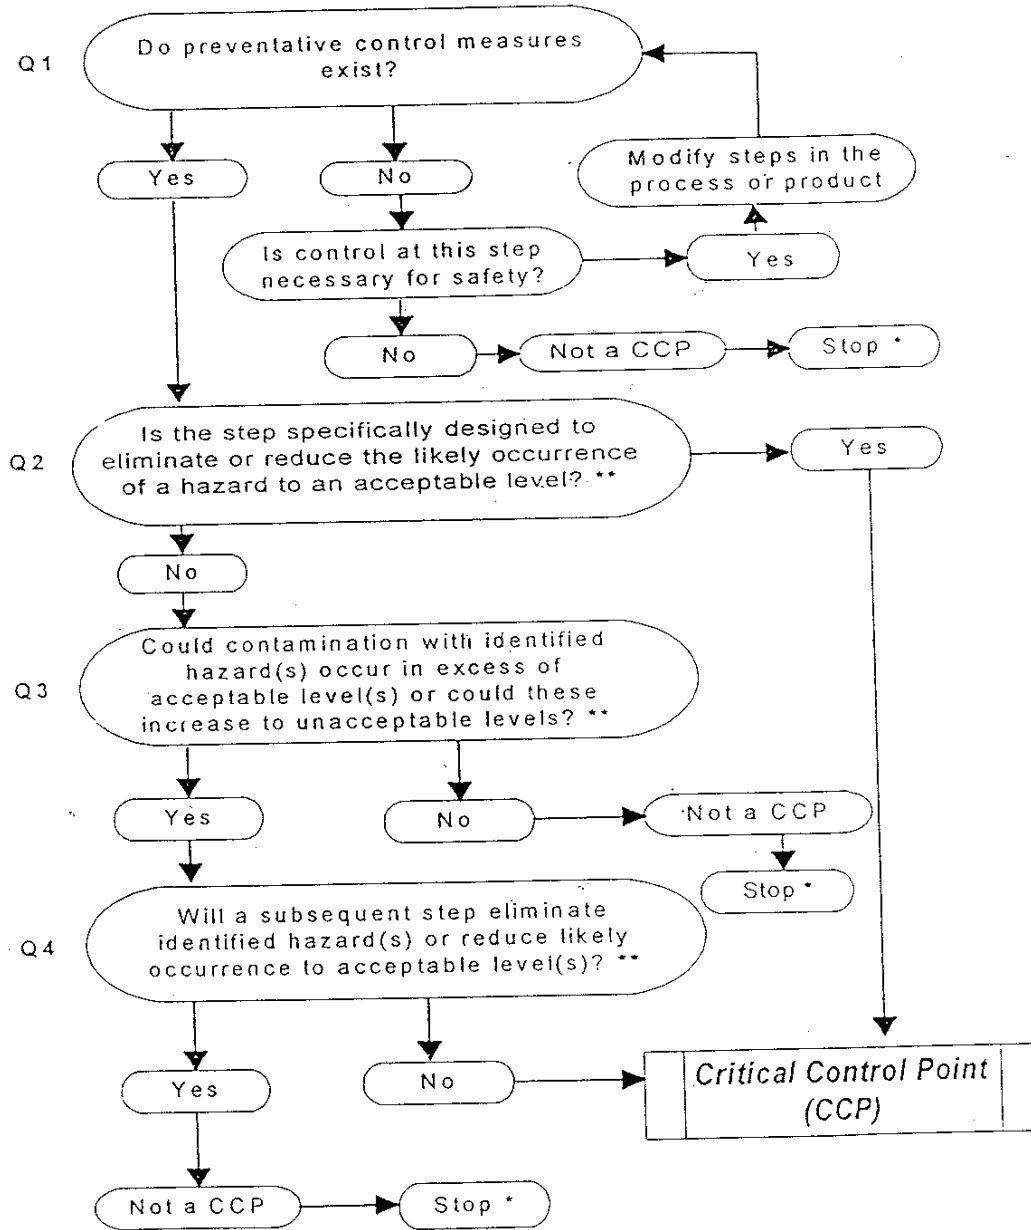 Q1
Do preventative control measures
exist?
Yes
No
Modify steps in the
process or product
Is control at this step
necessary for safety?
Yes
No
Not a CCP
Stop *
Q2
Is the step specifically designed to
eliminate or reduce the likely occurrence
of a hazard to an acceptable level? **
Yes
No
Q3
Could contamination with identified
hazard(s) occur in excess of
acceptable level(s) or could these
increase to unacceptable levels? **
Yes
No
Not a CCP
Stop *
Q4
Will a subsequent step eliminate
identified hazard(s) or reduce likely
occurrence to acceptable level(s)? **
Yes
No
Critical Control Point
(CCP)
Not a CCP
Stop *